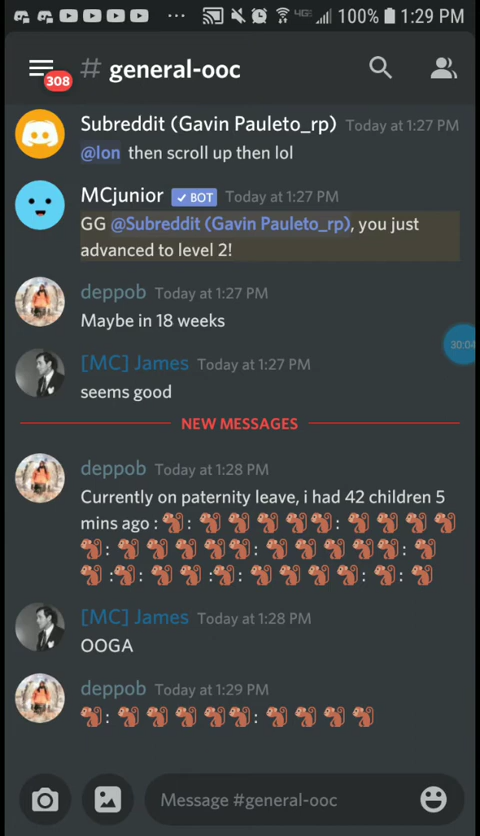 ... 4GE 100% 1:29 PM
308 # general-ooc
Subreddit (Gavin Pauleto_rp) Today at 1:27 PM
@lon then scroll up then lol
MCjunior ✔ BOT Today at 1:27 PM
GG @Subreddit (Gavin Pauleto_rp), you just
advanced to level 2!
deppob Today at 1:27 PM
Maybe in 18 weeks
30:04
[MC] James Today at 1:27 PM
seems good
NEW MESSAGES
deppob Today at 1:28 PM
Currently on paternity leave, i had 42 children 5
mins ago :🐒: 🐒 🐒 🐒 🐒 🐒: 🐒 🐒 🐒 🐒
🐒: 🐒 🐒 🐒 🐒 🐒: 🐒 🐒 🐒 🐒 🐒: 🐒
🐒 :🐒: 🐒 🐒 :🐒: 🐒 🐒 🐒 🐒: 🐒: 🐒
[MC] James Today at 1:28 PM
OOGA
deppob Today at 1:29 PM
🐒: 🐒 🐒 🐒 🐒 🐒: 🐒 🐒 🐒 🐒
Message #general-ooc